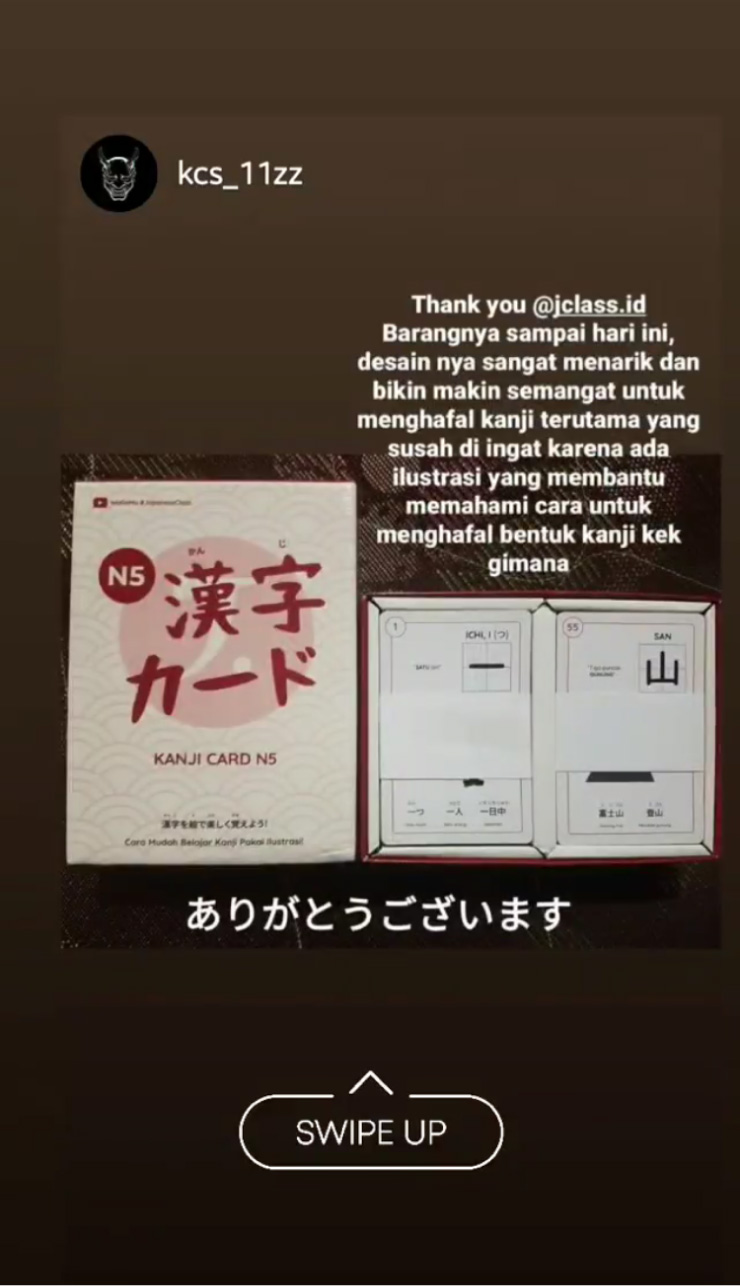 kcs_11zz
Thank you @jclass.id
Barangnya sampai hari ini,
desain nya sangat menarik dan
bikin makin semangat untuk
menghafal kanji terutama yang
susah di ingat karena ada
ilustrasi yang membantu
memahami cara untuk
menghafal bentuk kanji kek
gimana
N5
かん じ
漢字
カード
KANJI CARD N5
漢字を絵で楽しく覚えよう!
Cara Mudah Belajar Kanji Pakai Ilustrasi!
1
ICHI, I (つ)
一
一つ 一人 一日中
55
SAN
山
富士山 登山
ありがとうございます
SWIPE UP